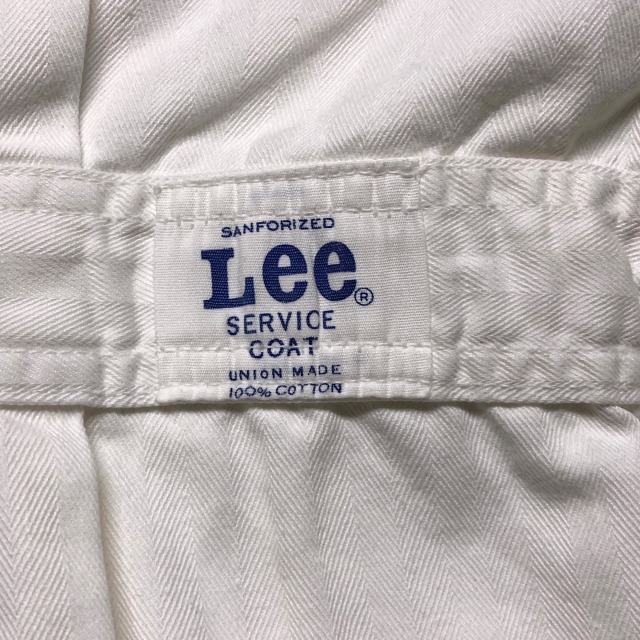 SANFORIZED
Lee®
SERVICE
COAT
UNION MADE
100% COTTON